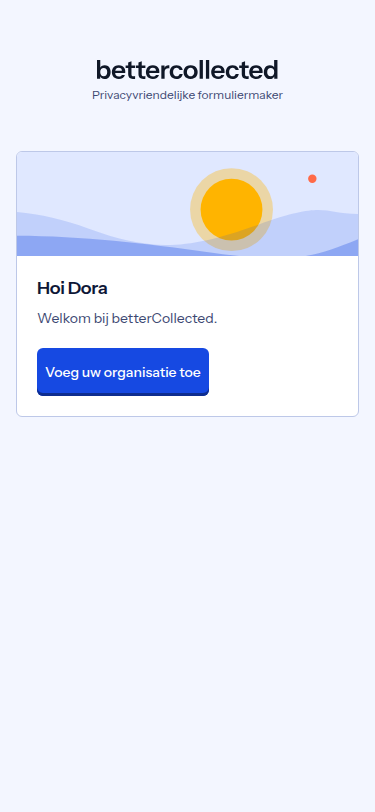 bettercollected
Privacyvriendelijke formuliermaker
Hoi Dora
Welkom bij betterCollected.
Voeg uw organisatie toe